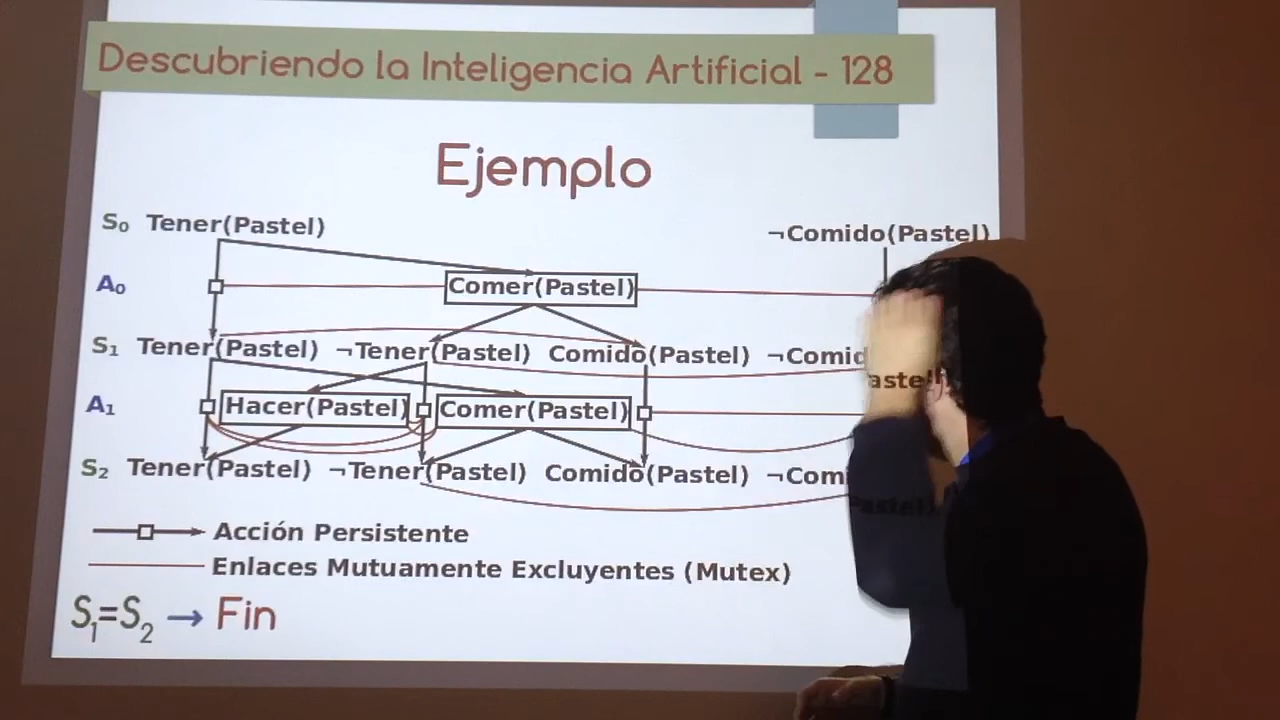 Descubriendo la Inteligencia Artificial - 128
Ejemplo
S₀ Tener(Pastel) ¬Comido(Pastel)
A₀ Comer(Pastel)
S₁ Tener(Pastel) ¬Tener(Pastel) Comido(Pastel)
A₁ Hacer(Pastel) Comer(Pastel)
S₂ Tener(Pastel) ¬Tener(Pastel) Comido(Pastel)
Acción Persistente
Enlaces Mutuamente Excluyentes (Mutex)
S₁=S₂ → Fin